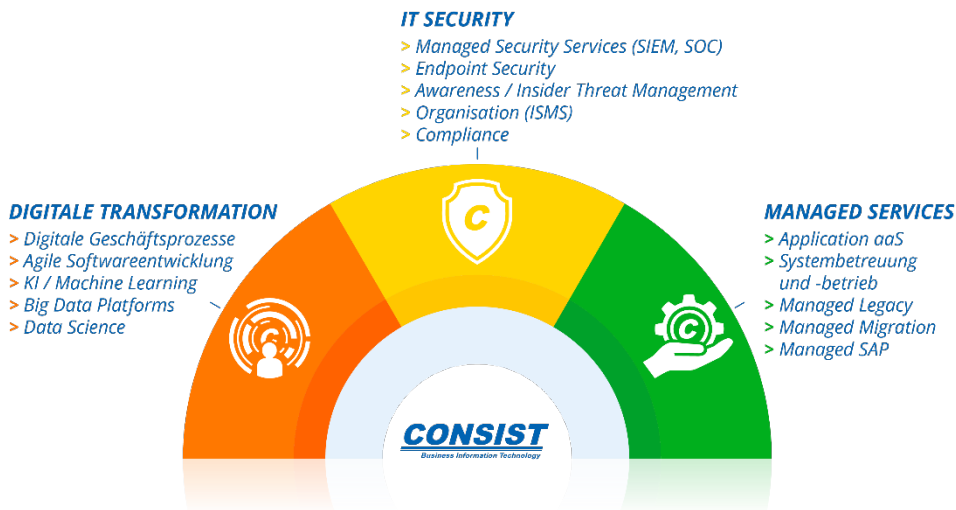 IT SECURITY
> Managed Security Services (SIEM, SOC)
> Endpoint Security
> Awareness / Insider Threat Management
> Organisation (ISMS)
> Compliance
DIGITALE TRANSFORMATION
> Digitale Geschäftsprozesse
> Agile Softwareentwicklung
> KI / Machine Learning
> Big Data Platforms
> Data Science
MANAGED SERVICES
> Application aaS
> Systembetreuung
und -betrieb
> Managed Legacy
> Managed Migration
> Managed SAP
C
C
C
CONSIST
Business Information Technology